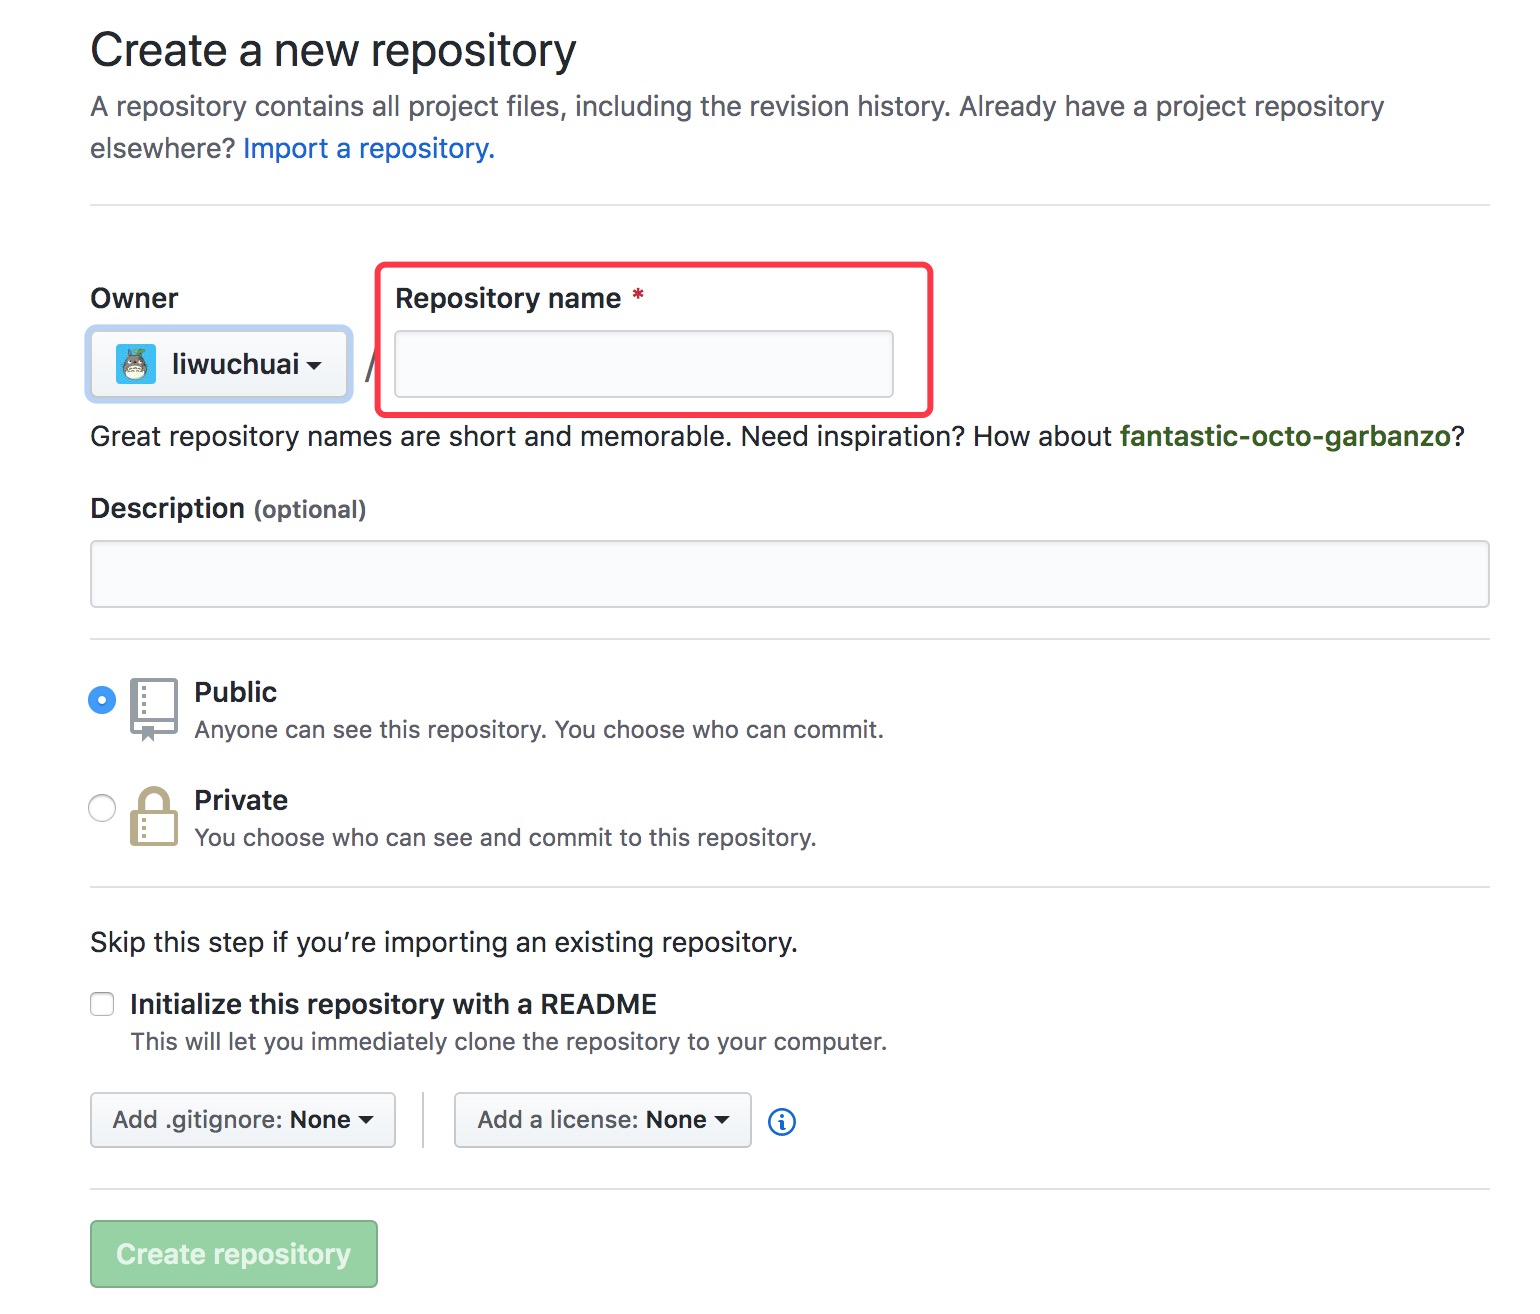 Create a new repository
A repository contains all project files, including the revision history. Already have a project repository
elsewhere? Import a repository.
Owner
Repository name *
liwuchuai
/
Great repository names are short and memorable. Need inspiration? How about fantastic-octo-garbanzo?
Description (optional)
Public
Anyone can see this repository. You choose who can commit.
Private
You choose who can see and commit to this repository.
Skip this step if you’re importing an existing repository.
Initialize this repository with a README
This will let you immediately clone the repository to your computer.
Add .gitignore: None
Add a license: None
Create repository